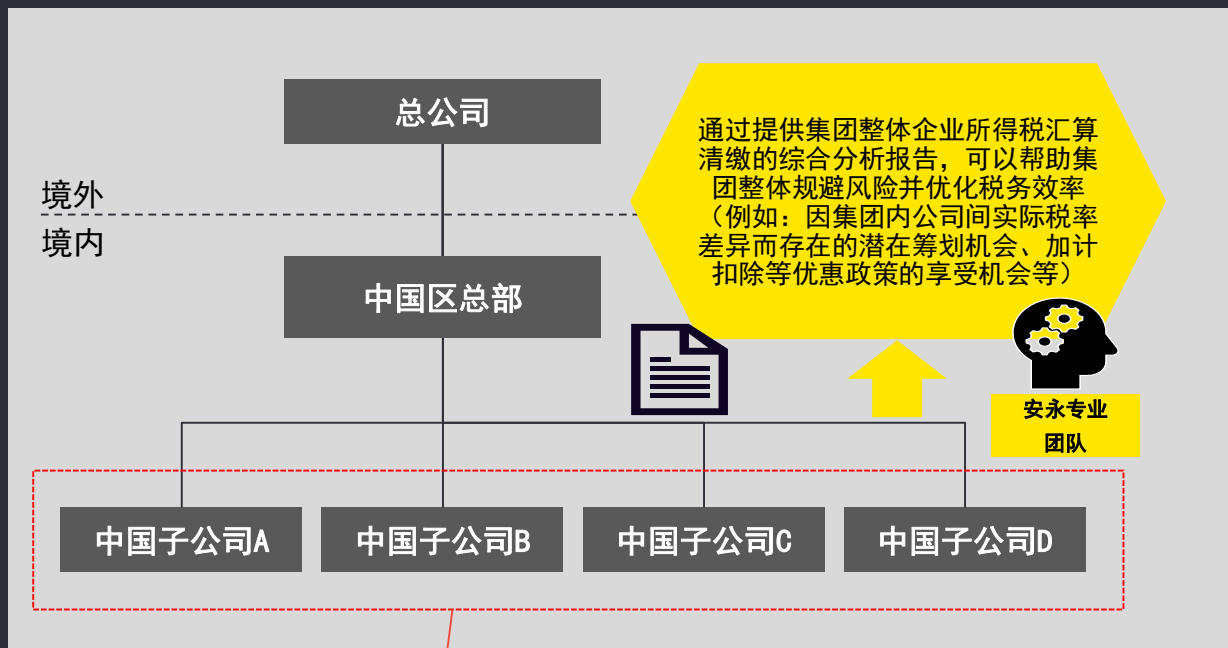 总公司
通过提供集团整体企业所得税汇算
清缴的综合分析报告，可以帮助集
团整体规避风险并优化税务效率
（例如：因集团内公司间实际税率
差异而存在的潜在筹划机会、加计
扣除等优惠政策的享受机会等）
境外
境内
中国区总部
安永专业
团队
中国子公司A
中国子公司B
中国子公司C
中国子公司D